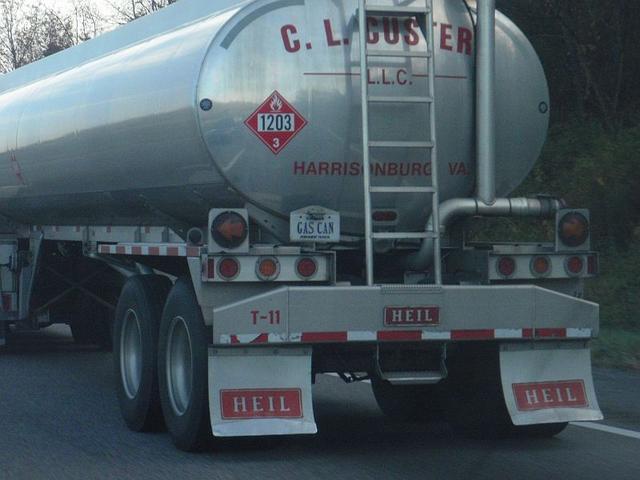 C. L. CUSTER
L.L.C.
1203
3
HARRISONBURG VA.
GAS CAN
T-11
HEIL
HEIL
HEIL